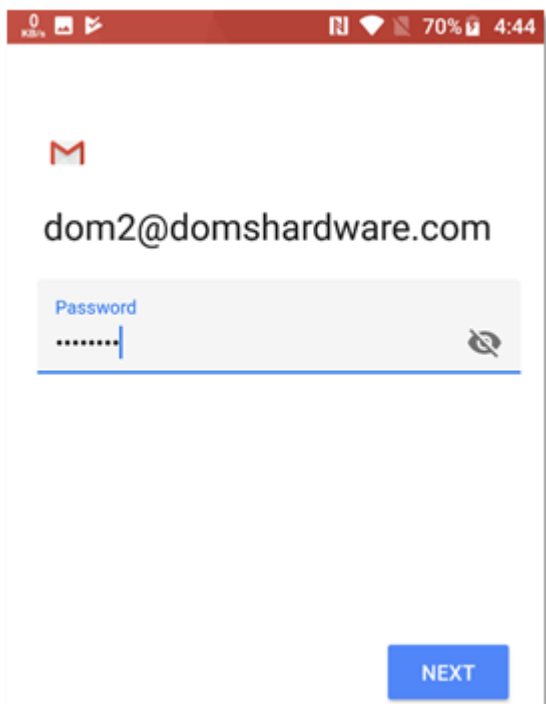 0 KB/s 70% 4:44
dom2@domshardware.com
Password
••••••••
NEXT